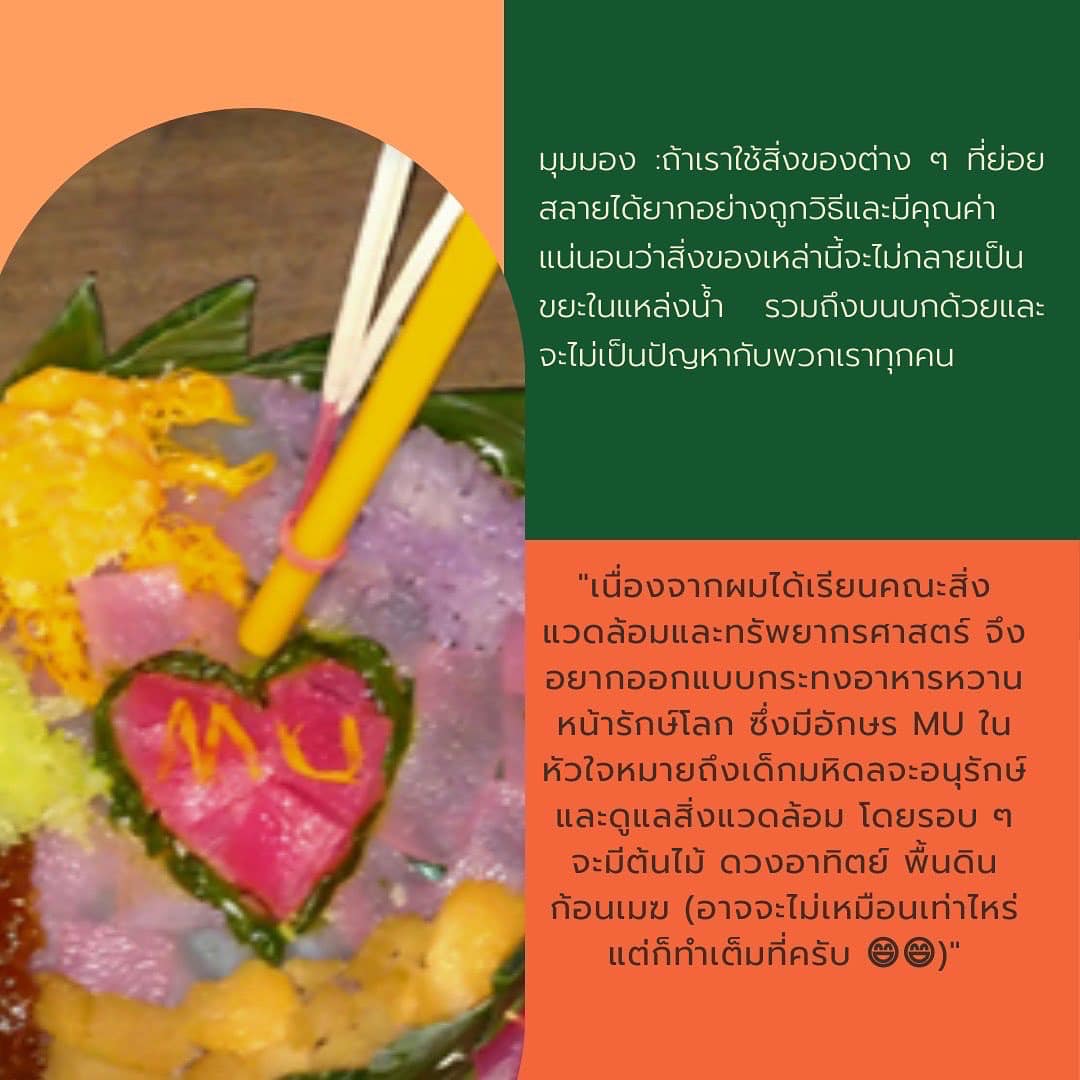 มุมมอง :ถ้าเราใช้สิ่งของต่าง ๆ ที่ย่อย
สลายได้ยากอย่างถูกวิธีและมีคุณค่า
แน่นอนว่าสิ่งของเหล่านี้จะไม่กลายเป็น
ขยะในแหล่งน้ำ รวมถึงบนบกด้วยและ
จะไม่เป็นปัญหากับพวกเราทุกคน
"เนื่องจากผมได้เรียนคณะสิ่ง
แวดล้อมและทรัพยากรศาสตร์ จึง
อยากออกแบบกระทงอาหารหวาน
หน้ารักษ์โลก ซึ่งมีอักษร MU ใน
หัวใจหมายถึงเด็กมหิดลจะอนุรักษ์
และดูแลสิ่งแวดล้อม โดยรอบ ๆ
จะมีต้นไม้ ดวงอาทิตย์ พื้นดิน
ก้อนเมฆ (อาจจะไม่เหมือนเท่าไหร่
แต่ก็ทำเต็มที่ครับ 😄😄)"
MU